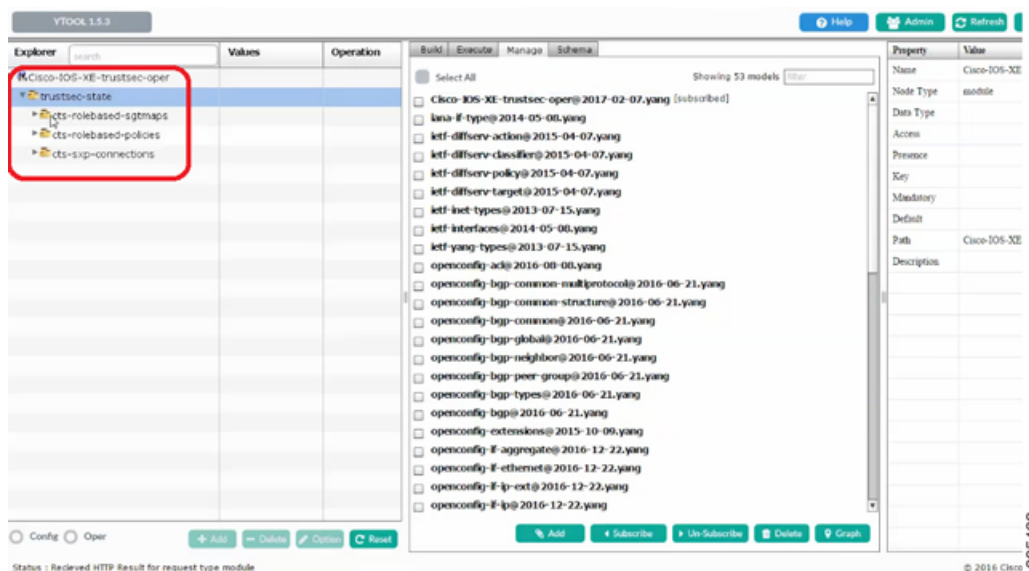 YTOOL 1.5.3
Help
Admin
Refresh
Explorer
search
Values
Operation
Cisco-IOS-XE-trustsec-oper
trustsec-state
cts-rolebased-sgtmaps
cts-rolebased-policies
cts-sxp-connections
Config
Oper
Add
Delete
Option
Reset
Build
Execute
Manage
Schema
Select All
Showing 53 models
filter
Cisco-IOS-XE-trustsec-oper@2017-02-07.yang [subscribed]
iana-if-type@2014-05-08.yang
ietf-diffserv-action@2015-04-07.yang
ietf-diffserv-classifier@2015-04-07.yang
ietf-diffserv-policy@2015-04-07.yang
ietf-diffserv-target@2015-04-07.yang
ietf-inet-types@2013-07-15.yang
ietf-interfaces@2014-05-08.yang
ietf-yang-types@2013-07-15.yang
openconfig-acl@2016-08-08.yang
openconfig-bgp-common-multiprotocol@2016-06-21.yang
openconfig-bgp-common-structure@2016-06-21.yang
openconfig-bgp-common@2016-06-21.yang
openconfig-bgp-global@2016-06-21.yang
openconfig-bgp-neighbor@2016-06-21.yang
openconfig-bgp-peer-group@2016-06-21.yang
openconfig-bgp-types@2016-06-21.yang
openconfig-bgp@2016-06-21.yang
openconfig-extensions@2015-10-09.yang
openconfig-if-aggregate@2016-12-22.yang
openconfig-if-ethernet@2016-12-22.yang
openconfig-if-ip-ext@2016-12-22.yang
openconfig-if-ip@2016-12-22.yang
Add
Subscribe
Un-Subscribe
Delete
Graph
Property
Value
Name
Cisco-IOS-XE
Node Type
module
Data Type
Access
Presence
Key
Mandatory
Default
Path
Cisco-IOS-XE
Description
Status : Recieved HTTP Result for request type module
© 2016 Cisco